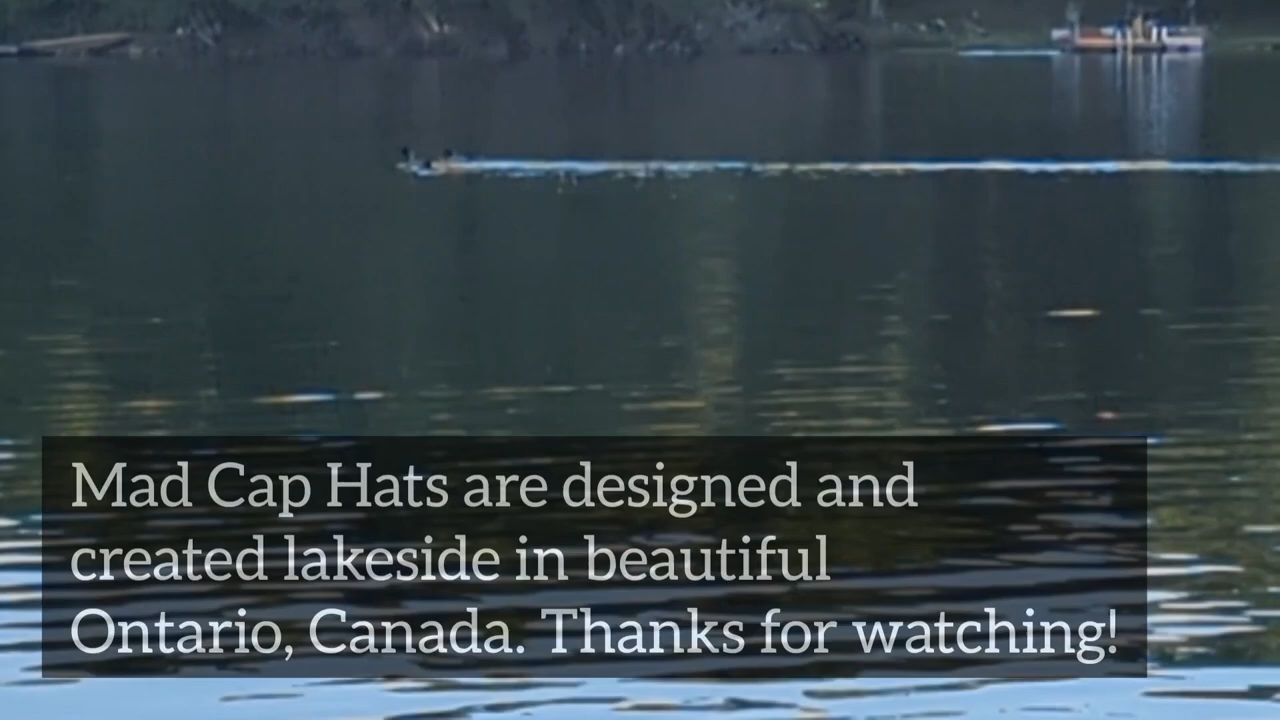 Mad Cap Hats are designed and
created lakeside in beautiful
Ontario, Canada. Thanks for watching!